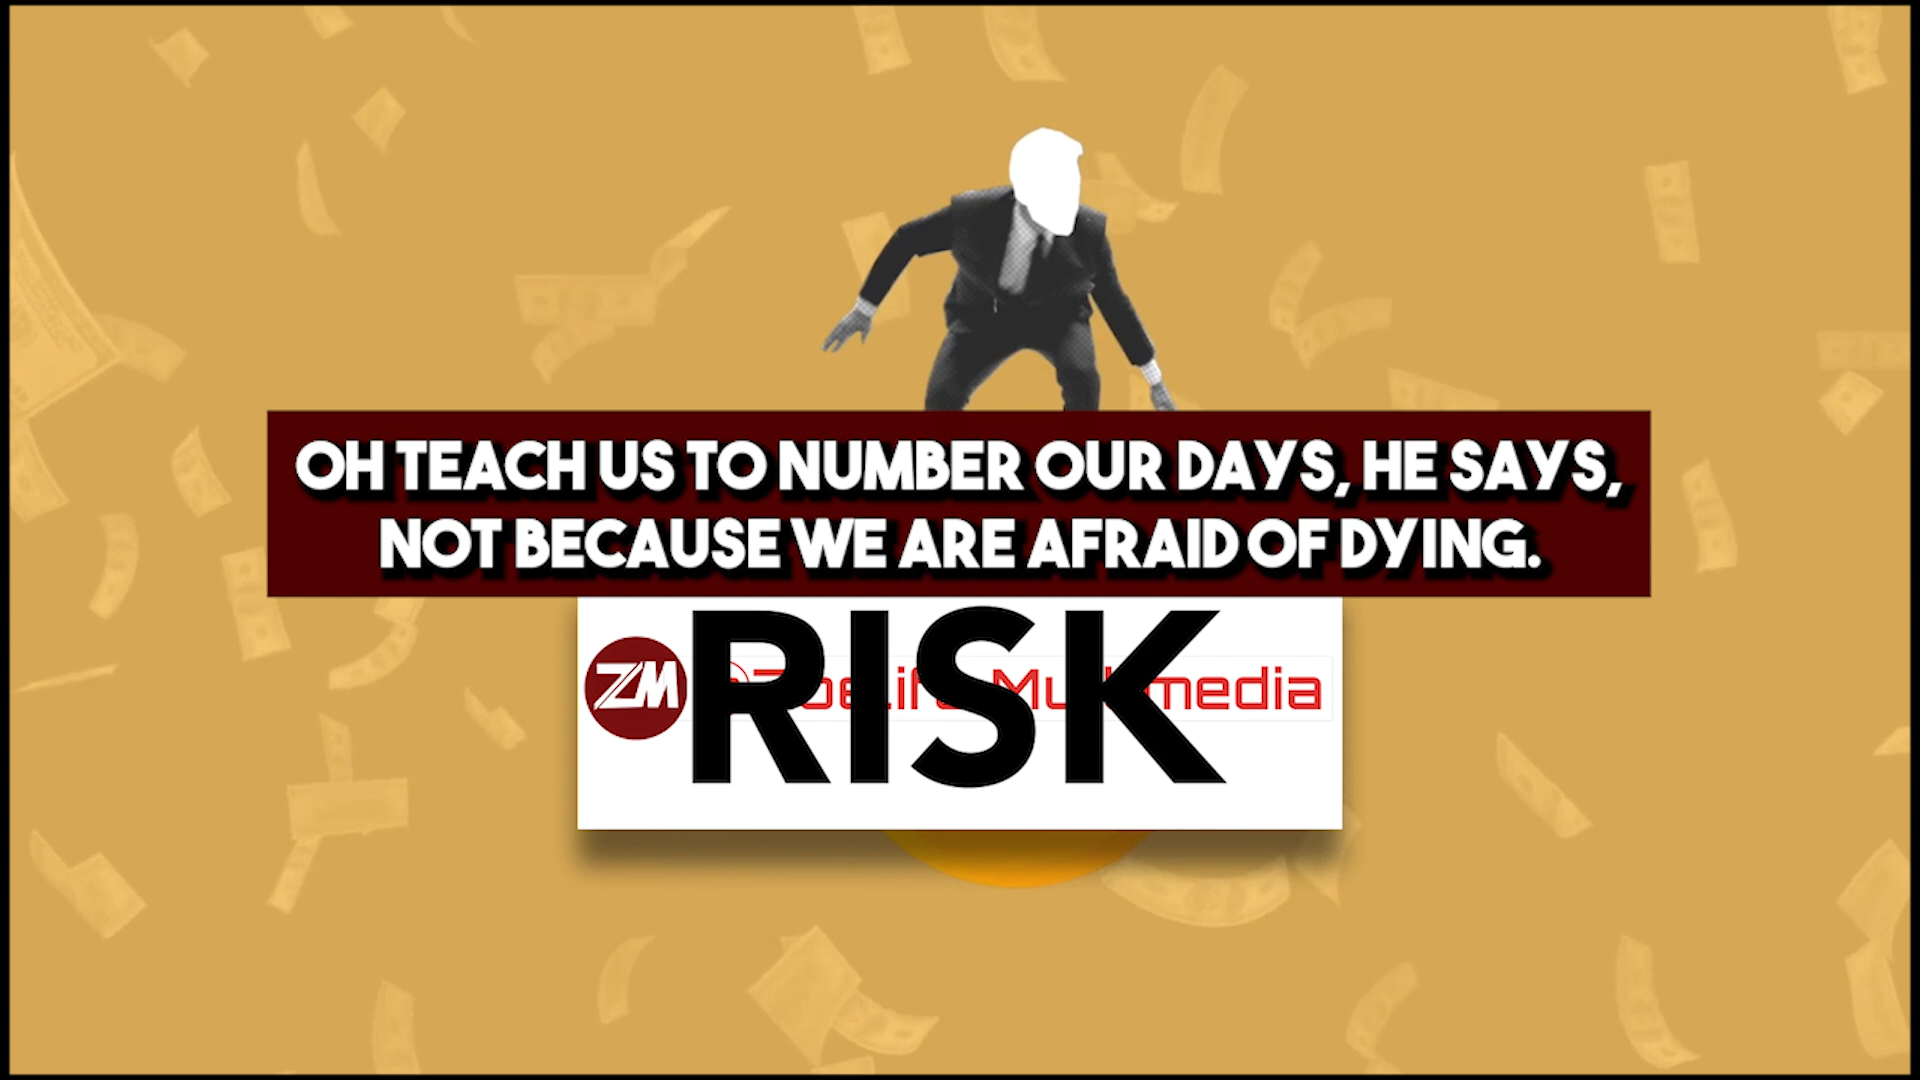 OH TEACH US TO NUMBER OUR DAYS, HE SAYS,
NOT BECAUSE WE ARE AFRAID OF DYING.
RISK
ZM